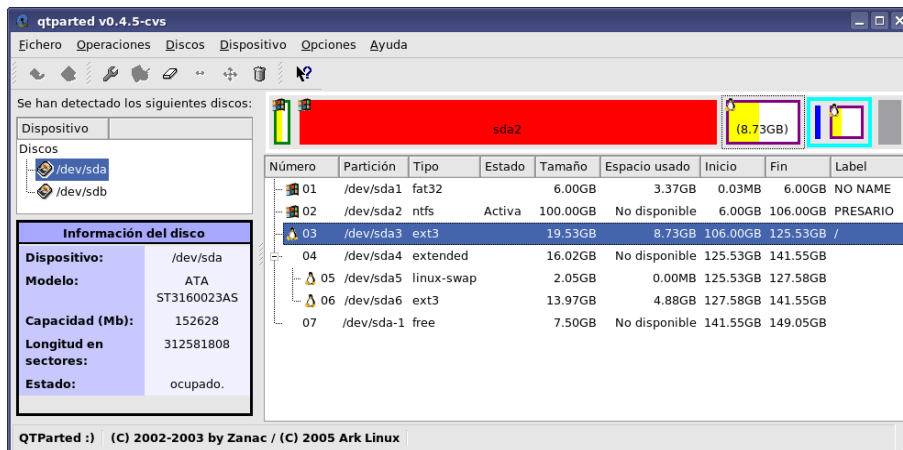 qtparted v0.4.5-cvs
Fichero Operaciones Discos Dispositivo Opciones Ayuda
Se han detectado los siguientes discos:
Dispositivo
Discos
/dev/sda
/dev/sdb
Información del disco
Dispositivo: /dev/sda
Modelo: ATA
ST3160023AS
Capacidad (Mb): 152628
Longitud en 312581808
sectores:
Estado: ocupado.
sda2 (8.73GB)
Número Partición Tipo Estado Tamaño Espacio usado Inicio Fin Label
01 /dev/sda1 fat32 6.00GB 3.37GB 0.03MB 6.00GB NO NAME
02 /dev/sda2 ntfs Activa 100.00GB No disponible 6.00GB 106.00GB PRESARIO
03 /dev/sda3 ext3 19.53GB 8.73GB 106.00GB 125.53GB /
04 /dev/sda4 extended 16.02GB No disponible 125.53GB 141.55GB
05 /dev/sda5 linux-swap 2.05GB 0.00MB 125.53GB 127.58GB
06 /dev/sda6 ext3 13.97GB 4.88GB 127.58GB 141.55GB
07 /dev/sda-1 free 7.50GB No disponible 141.55GB 149.05GB
QTParted :) (C) 2002-2003 by Zanac / (C) 2005 Ark Linux